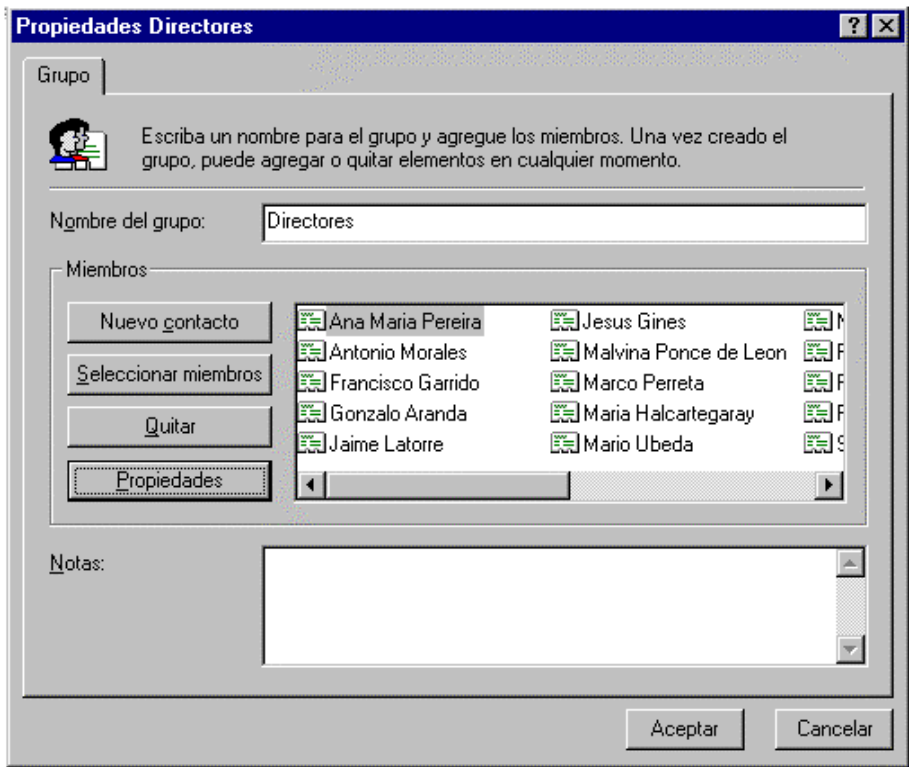 Propiedades Directores
Grupo
Escriba un nombre para el grupo y agregue los miembros. Una vez creado el
grupo, puede agregar o quitar elementos en cualquier momento.
Nombre del grupo:
Directores
Miembros
Nuevo contacto
Seleccionar miembros
Quitar
Propiedades
Ana Maria Pereira
Antonio Morales
Francisco Garrido
Gonzalo Aranda
Jaime Latorre
Jesus Gines
Malvina Ponce de Leon
Marco Perreta
Maria Halcartegaray
Mario Ubeda
Notas:
Aceptar
Cancelar